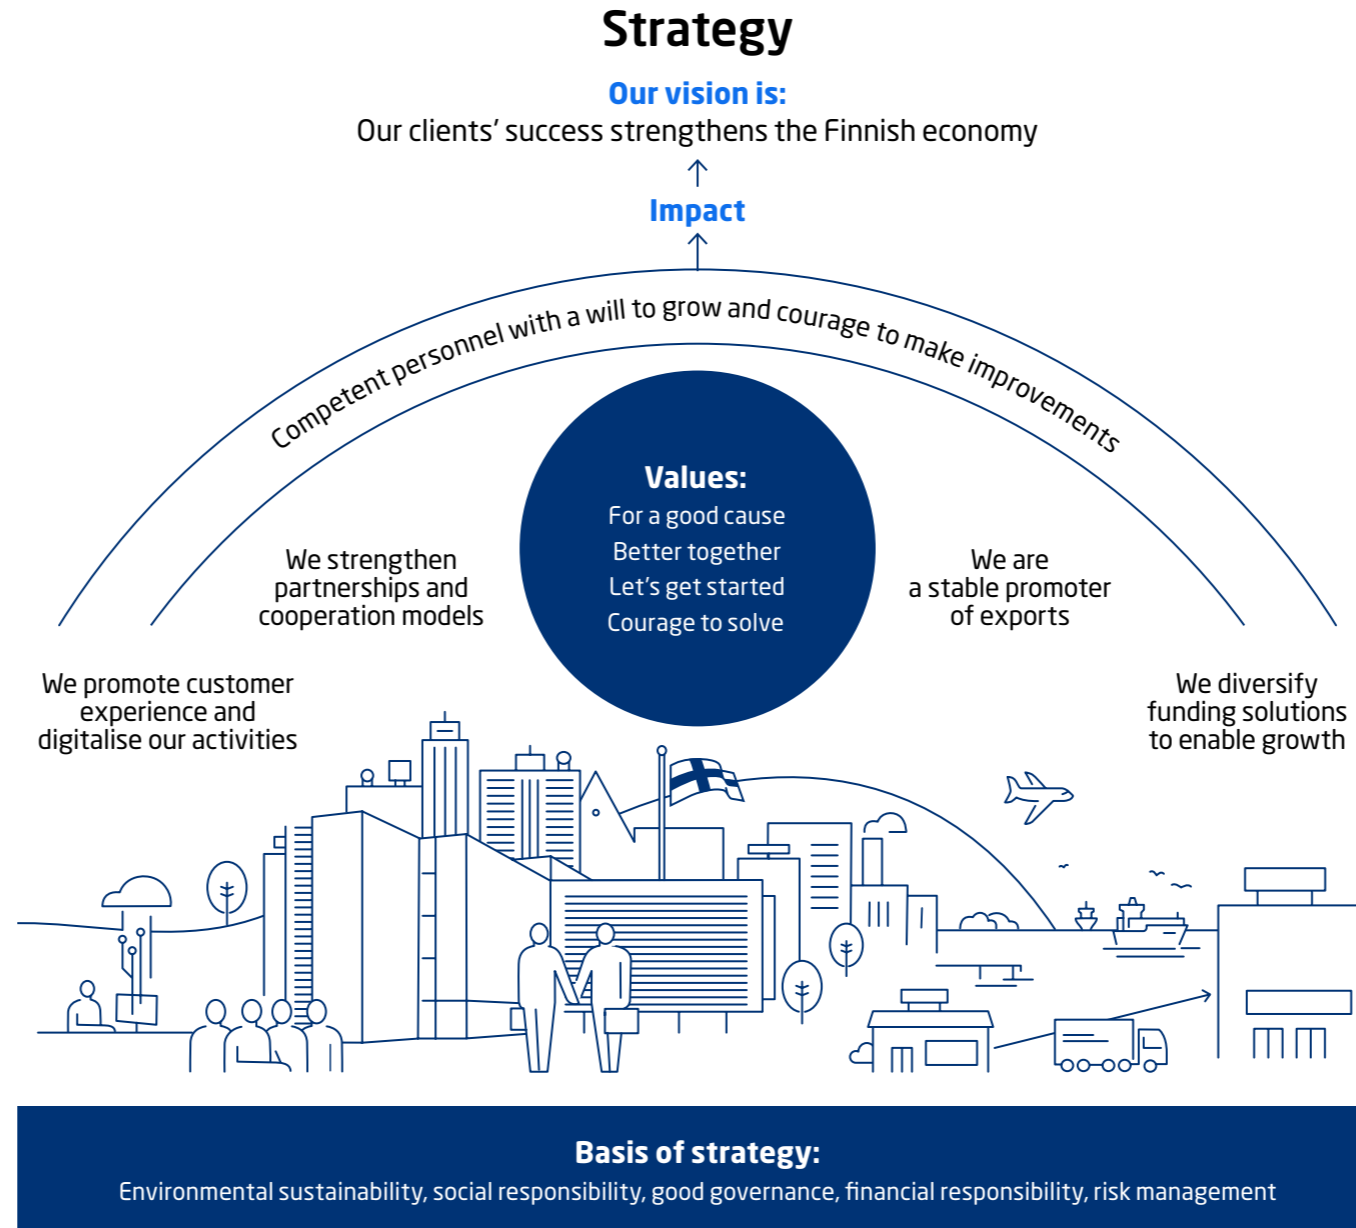 Strategy
Our vision is:
Our clients’ success strengthens the Finnish economy
Impact
Competent personnel with a will to grow and courage to make improvements
Values:
For a good cause
Better together
Let’s get started
Courage to solve
We strengthen
partnerships and
cooperation models
We are
a stable promoter
of exports
We promote customer
experience and
digitalise our activities
We diversify
funding solutions
to enable growth
Basis of strategy:
Environmental sustainability, social responsibility, good governance, financial responsibility, risk management